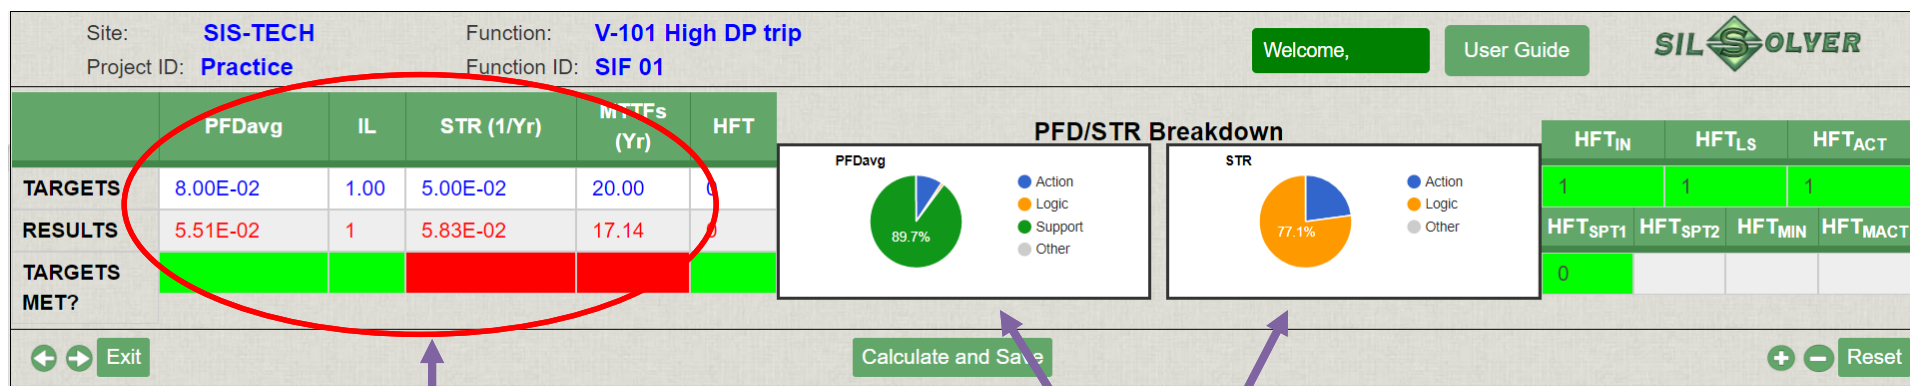 Site: SIS-TECH Function: V-101 High DP trip
Project ID: Practice Function ID: SIF 01
Welcome,
User Guide
SILSOLVER
PFDavg IL STR (1/Yr) MTTFs (Yr) HFT
TARGETS 8.00E-02 1.00 5.00E-02 20.00 0
RESULTS 5.51E-02 1 5.83E-02 17.14 0
TARGETS MET?
PFD/STR Breakdown
PFDavg
89.7%
Action
Logic
Support
Other
STR
77.1%
Action
Logic
Other
HFTIN HFTLS HFTACT
1 1 1
HFTSPT1 HFTSPT2 HFTMIN HFTMACT
0
Exit
Calculate and Save
Reset